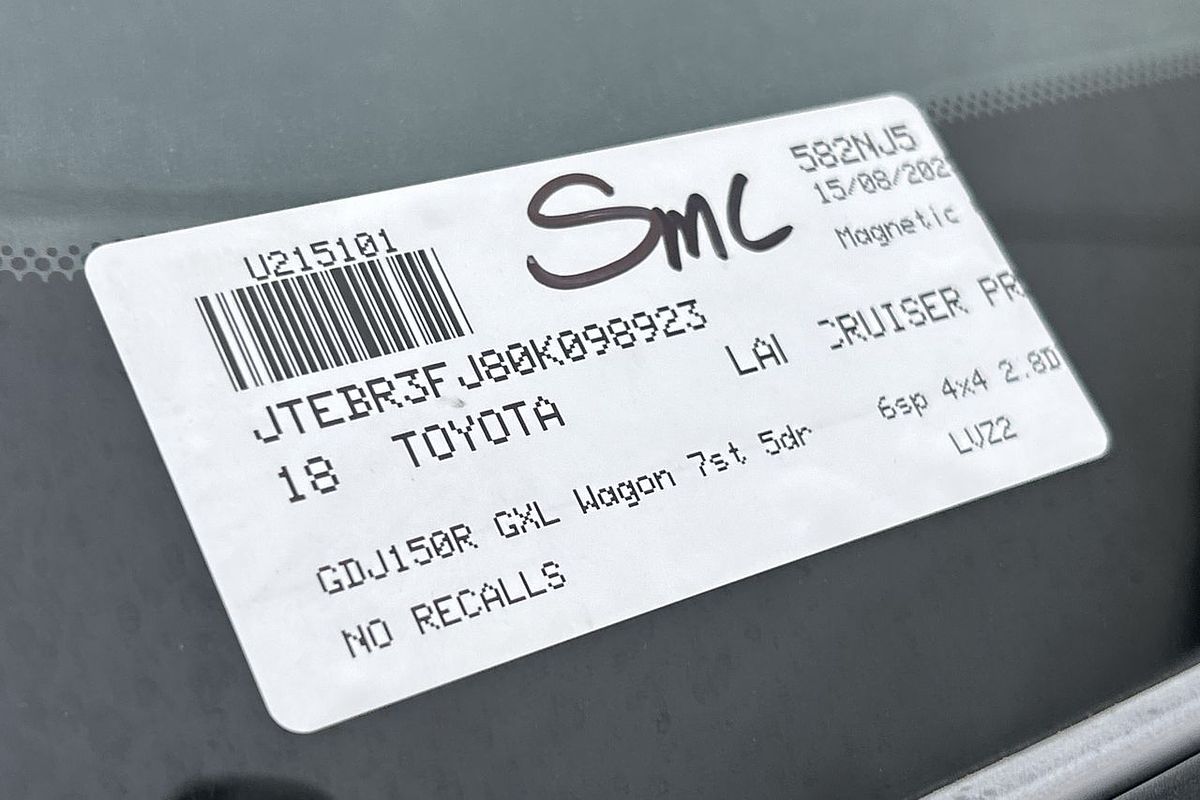 U215101
Smc
582NJ5
15/08/202
Magnetic
JTEBR3FJ80K098923
18 TOYOTA LAI CRUISER PR
GDJ150R GXL Wagon 7st 5dr 6sp 4x4 2.8D
NO RECALLS LVZ2